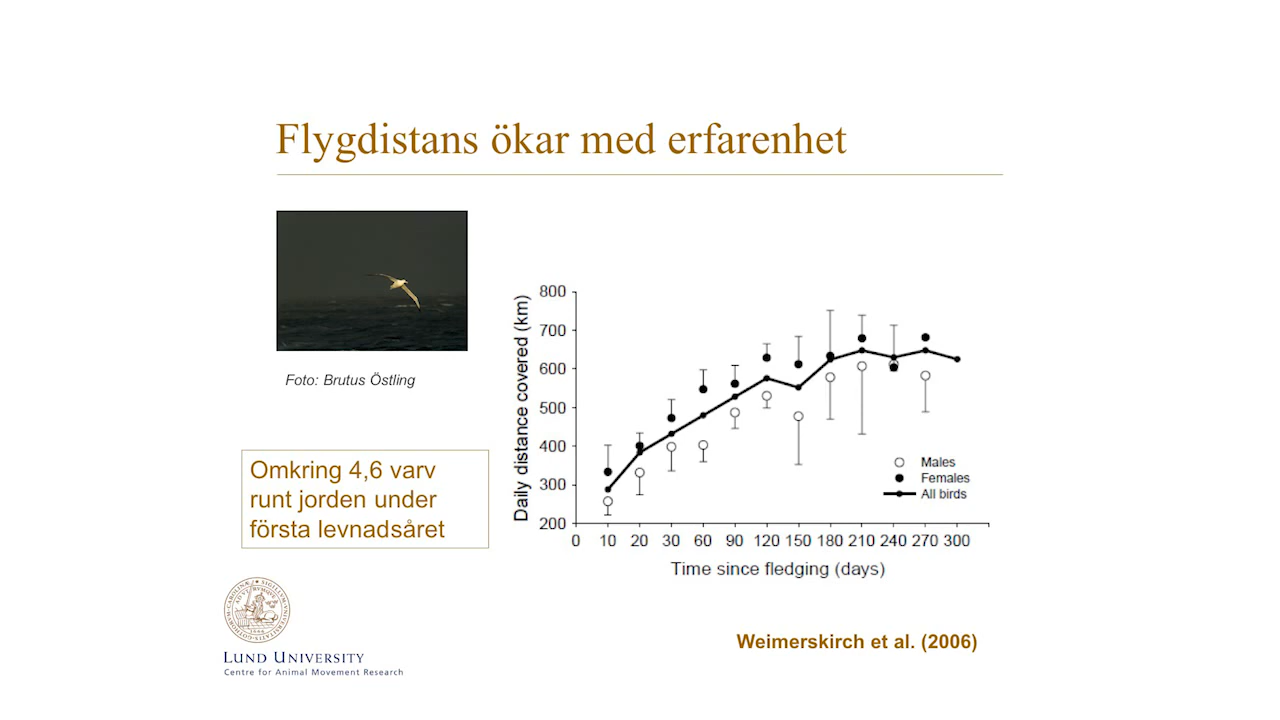 Flygdistans ökar med erfarenhet
Foto: Brutus Östling
Omkring 4,6 varv
runt jorden under
första levnadsåret
Daily distance covered (km)
800
700
600
500
400
300
200
0 10 20 30 60 90 120 150 180 210 240 270 300
Time since fledging (days)
Males
Females
All birds
Weimerskirch et al. (2006)
LUND UNIVERSITY
Centre for Animal Movement Research